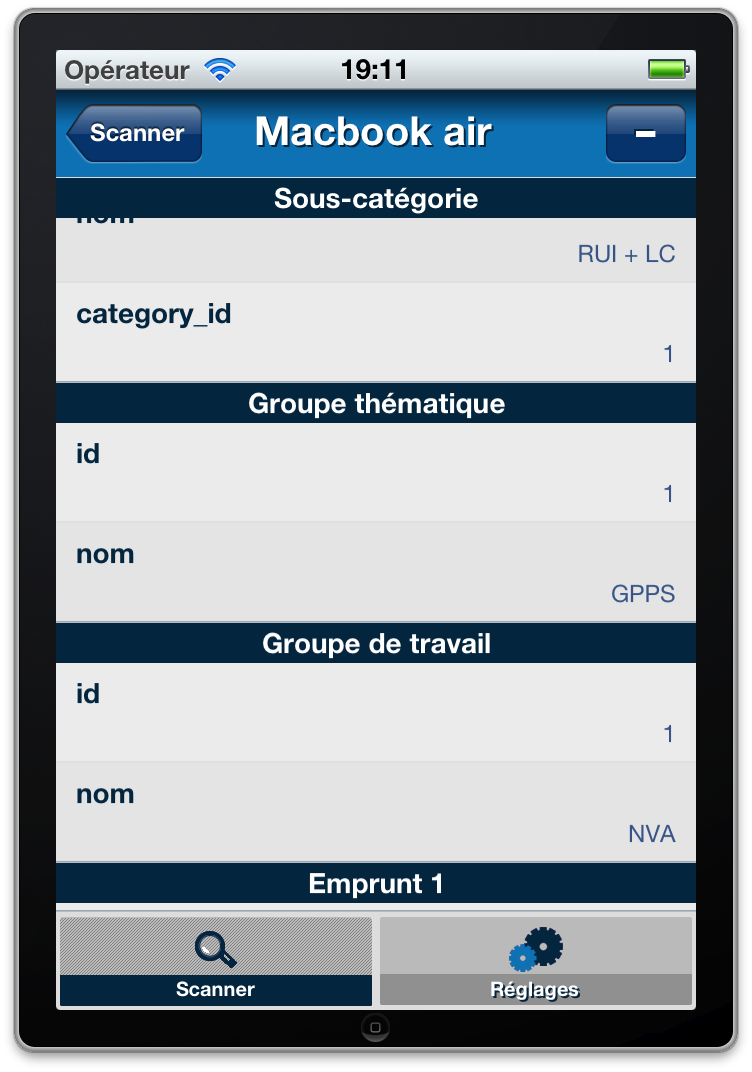 Opérateur 19:11
Scanner Macbook air -
Sous-catégorie
nom
RUI + LC
category_id
1
Groupe thématique
id
1
nom
GPPS
Groupe de travail
id
1
nom
NVA
Emprunt 1
Scanner Réglages